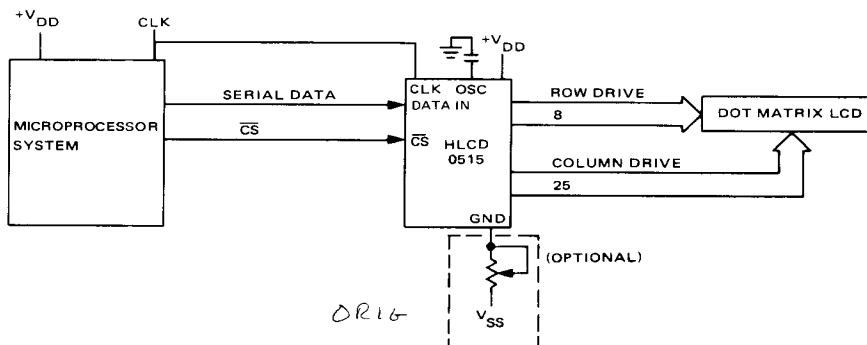 +VDD
CLK
+VDD
MICROPROCESSOR
SYSTEM
SERIAL DATA
CS
CLK OSC
DATA IN
CS
HLCD
0515
GND
ROW DRIVE
8
DOT MATRIX LCD
COLUMN DRIVE
25
(OPTIONAL)
VSS
ORIG